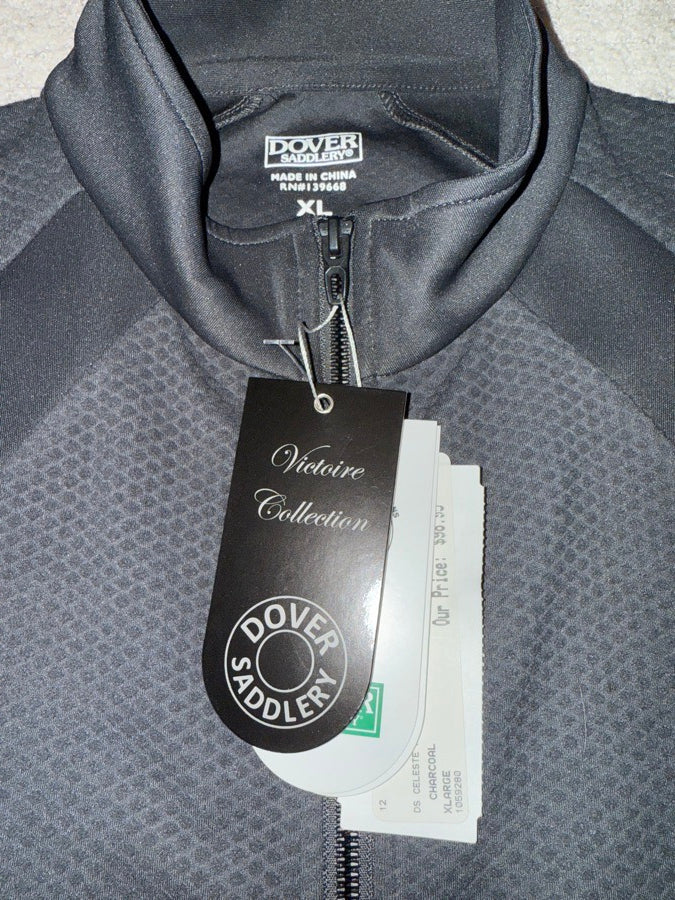 DOVER
SADDLERY®
MADE IN CHINA
RN#139668
XL
Victoire
Collection
DOVER
SADDLERY
Our Price:
12
DS CELESTE
CHARCOAL
XLARGE
1059280